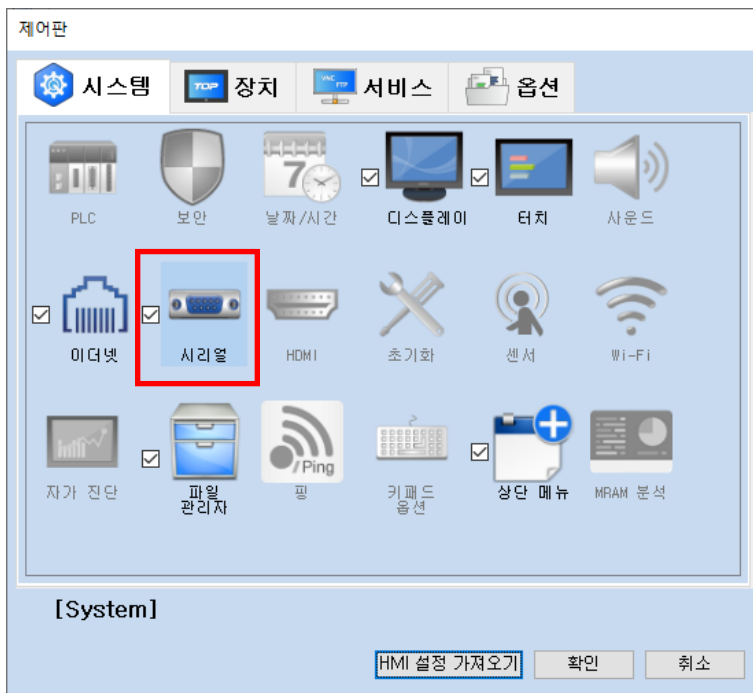 제어판
시스템
TOP
장치
VNC
FTP
서비스
옵션
PLC
보안
7
날짜/시간
디스플레이
터치
사운드
이더넷
시리얼
HDMI
초기화
센서
Wi-Fi
자가 진단
파일
관리자
/Ping
핑
키패드
옵션
상단 메뉴
MRAM 분석
[System]
HMI 설정 가져오기
확인
취소